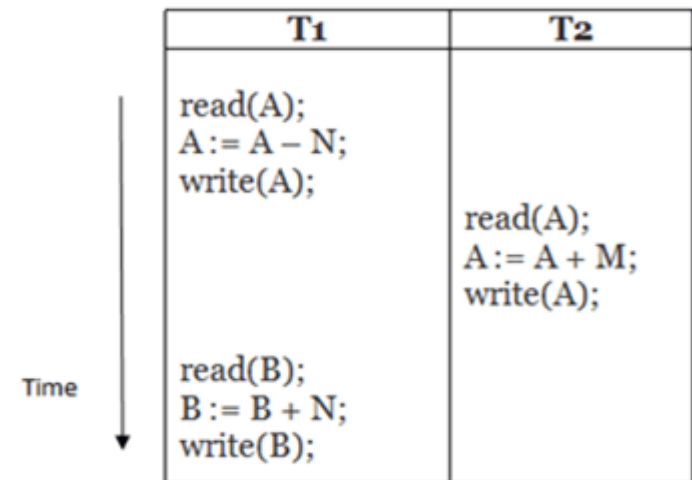 T1 T2
read(A);
A := A – N;
write(A);
read(A);
A := A + M;
write(A);
Time
read(B);
B := B + N;
write(B);